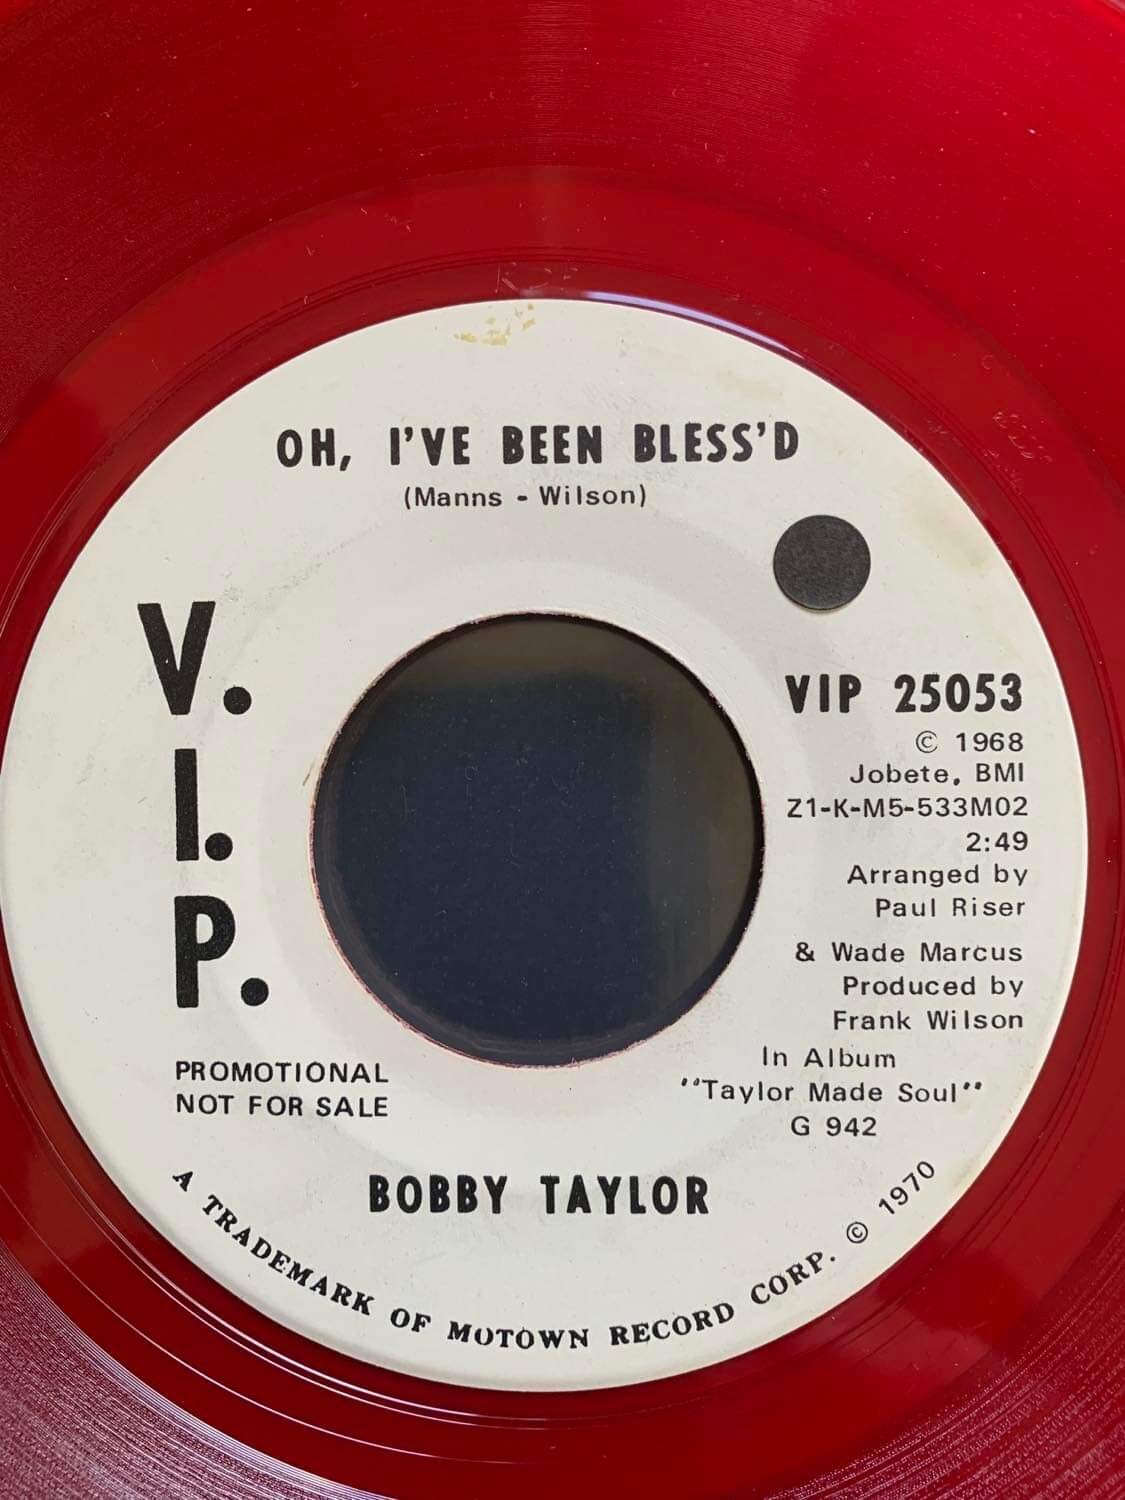 OH, I'VE BEEN BLESS'D
(Manns - Wilson)
V.
I.
P.
VIP 25053
© 1968
Jobete, BMI
Z1-K-M5-533M02
2:49
Arranged by
Paul Riser
& Wade Marcus
Produced by
Frank Wilson
In Album
"Taylor Made Soul"
G 942
PROMOTIONAL
NOT FOR SALE
BOBBY TAYLOR
A TRADEMARK OF MOTOWN RECORD CORP. © 1970